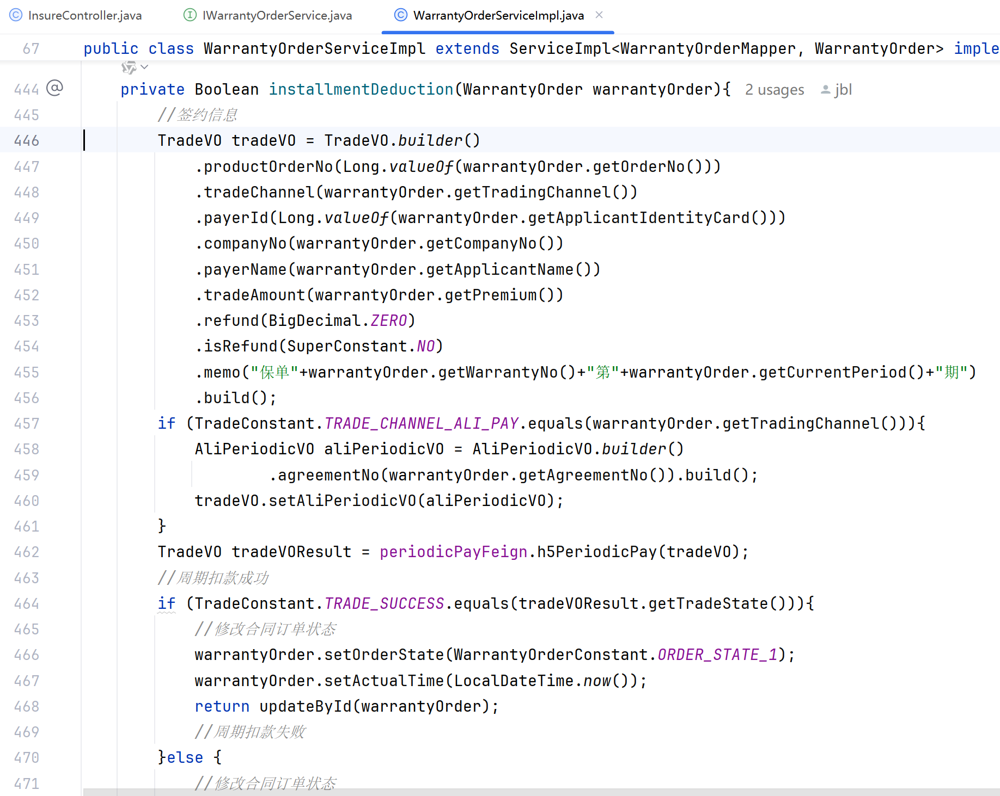 InsureController.java IWarrantyOrderService.java WarrantyOrderServiceImpl.java
67 public class WarrantyOrderServiceImpl extends ServiceImpl<WarrantyOrderMapper, WarrantyOrder> imple
444 private Boolean installmentDeduction(WarrantyOrder warrantyOrder){ 2 usages jbl
445 //签约信息
446 TradeVO tradeVO = TradeVO.builder()
447 .productOrderNo(Long.valueOf(warrantyOrder.getOrderNo()))
448 .tradeChannel(warrantyOrder.getTradingChannel())
449 .payerId(Long.valueOf(warrantyOrder.getApplicantIdentityCard()))
450 .companyNo(warrantyOrder.getCompanyNo())
451 .payerName(warrantyOrder.getApplicantName())
452 .tradeAmount(warrantyOrder.getPremium())
453 .refund(BigDecimal.ZERO)
454 .isRefund(SuperConstant.NO)
455 .memo("保单"+warrantyOrder.getWarrantyNo()+"第"+warrantyOrder.getCurrentPeriod()+"期")
456 .build();
457 if (TradeConstant.TRADE_CHANNEL_ALI_PAY.equals(warrantyOrder.getTradingChannel())){
458 AliPeriodicVO aliPeriodicVO = AliPeriodicVO.builder()
459 .agreementNo(warrantyOrder.getAgreementNo()).build();
460 tradeVO.setAliPeriodicVO(aliPeriodicVO);
461 }
462 TradeVO tradeVOResult = periodicPayFeign.h5PeriodicPay(tradeVO);
463 //周期扣款成功
464 if (TradeConstant.TRADE_SUCCESS.equals(tradeVOResult.getTradeState())){
465 //修改合同订单状态
466 warrantyOrder.setOrderState(WarrantyOrderConstant.ORDER_STATE_1);
467 warrantyOrder.setActualTime(LocalDateTime.now());
468 return updateById(warrantyOrder);
469 //周期扣款失败
470 }else {
471 //修改合同订单状态